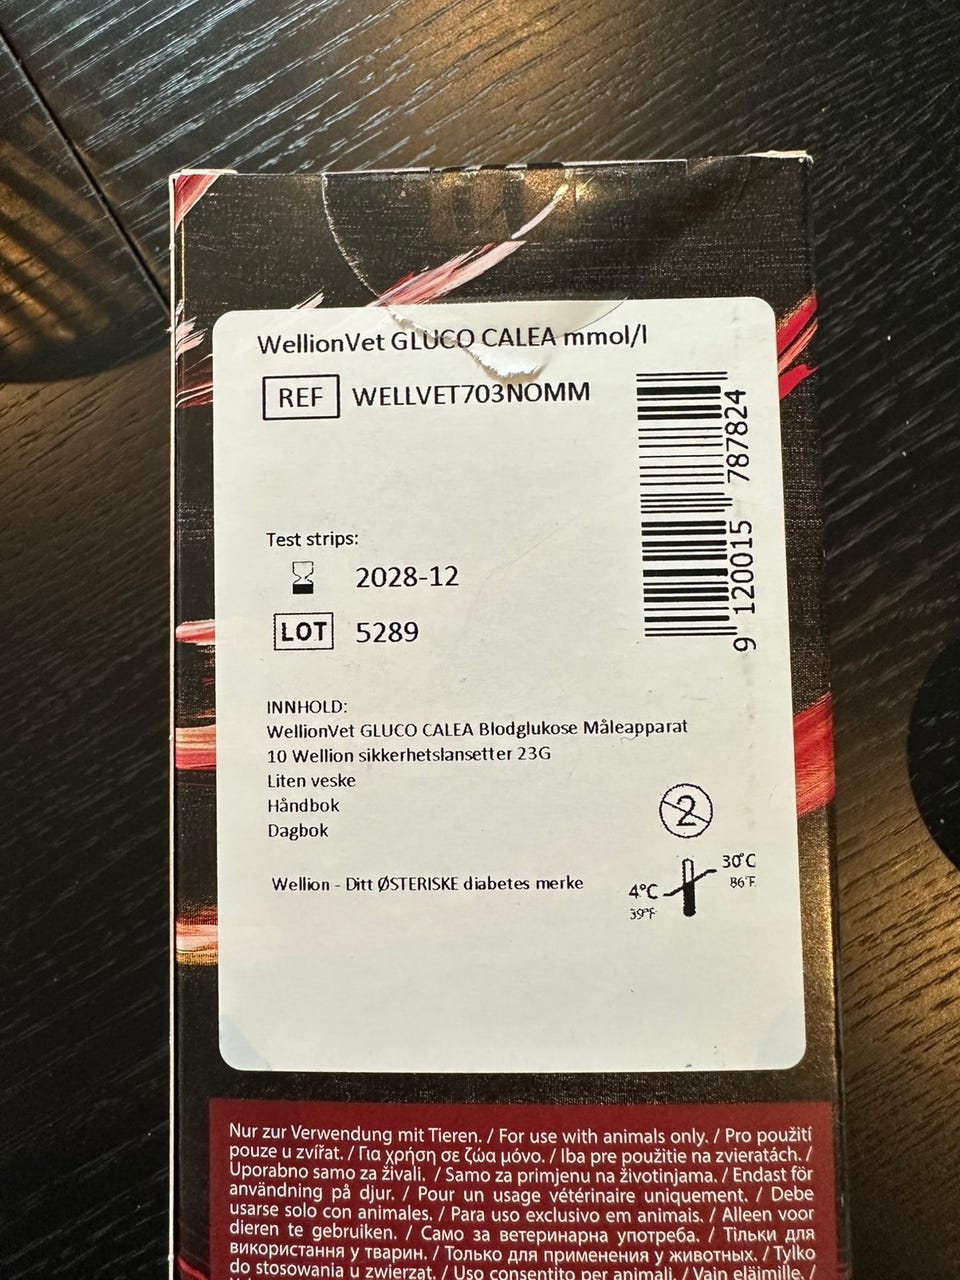 WellionVet GLUCO CALEA mmol/l
REF WELLVET703NOMM
9 120015 787824
Test strips:
2028-12
LOT 5289
INNHOLD:
WellionVet GLUCO CALEA Blodglukose Måleapparat
10 Wellion sikkerhetslansetter 23G
Liten veske
Håndbok
Dagbok
2
Wellion - Ditt ØSTERISKE diabetes merke
30°C
86°F
4°C
39°F
Nur zur Verwendung mit Tieren. / For use with animals only. / Pro použití
pouze u zvířat. / Για χρήση σε ζώα μόνο. / Iba pre použitie na zvieratách. /
Uporabno samo za živali. / Samo za primjenu na životinjama. / Endast för
användning på djur. / Pour un usage vétérinaire uniquement. / Debe
usarse solo con animales. / Para uso exclusivo em animais. / Alleen voor
dieren te gebruiken. / Само за ветеринарна употреба. / Тільки для
використання у тварин. / Только для применения у животных. / Tylko
do stosowania u zwierząt. / Uso consentito per animali. / Vain eläimille. /